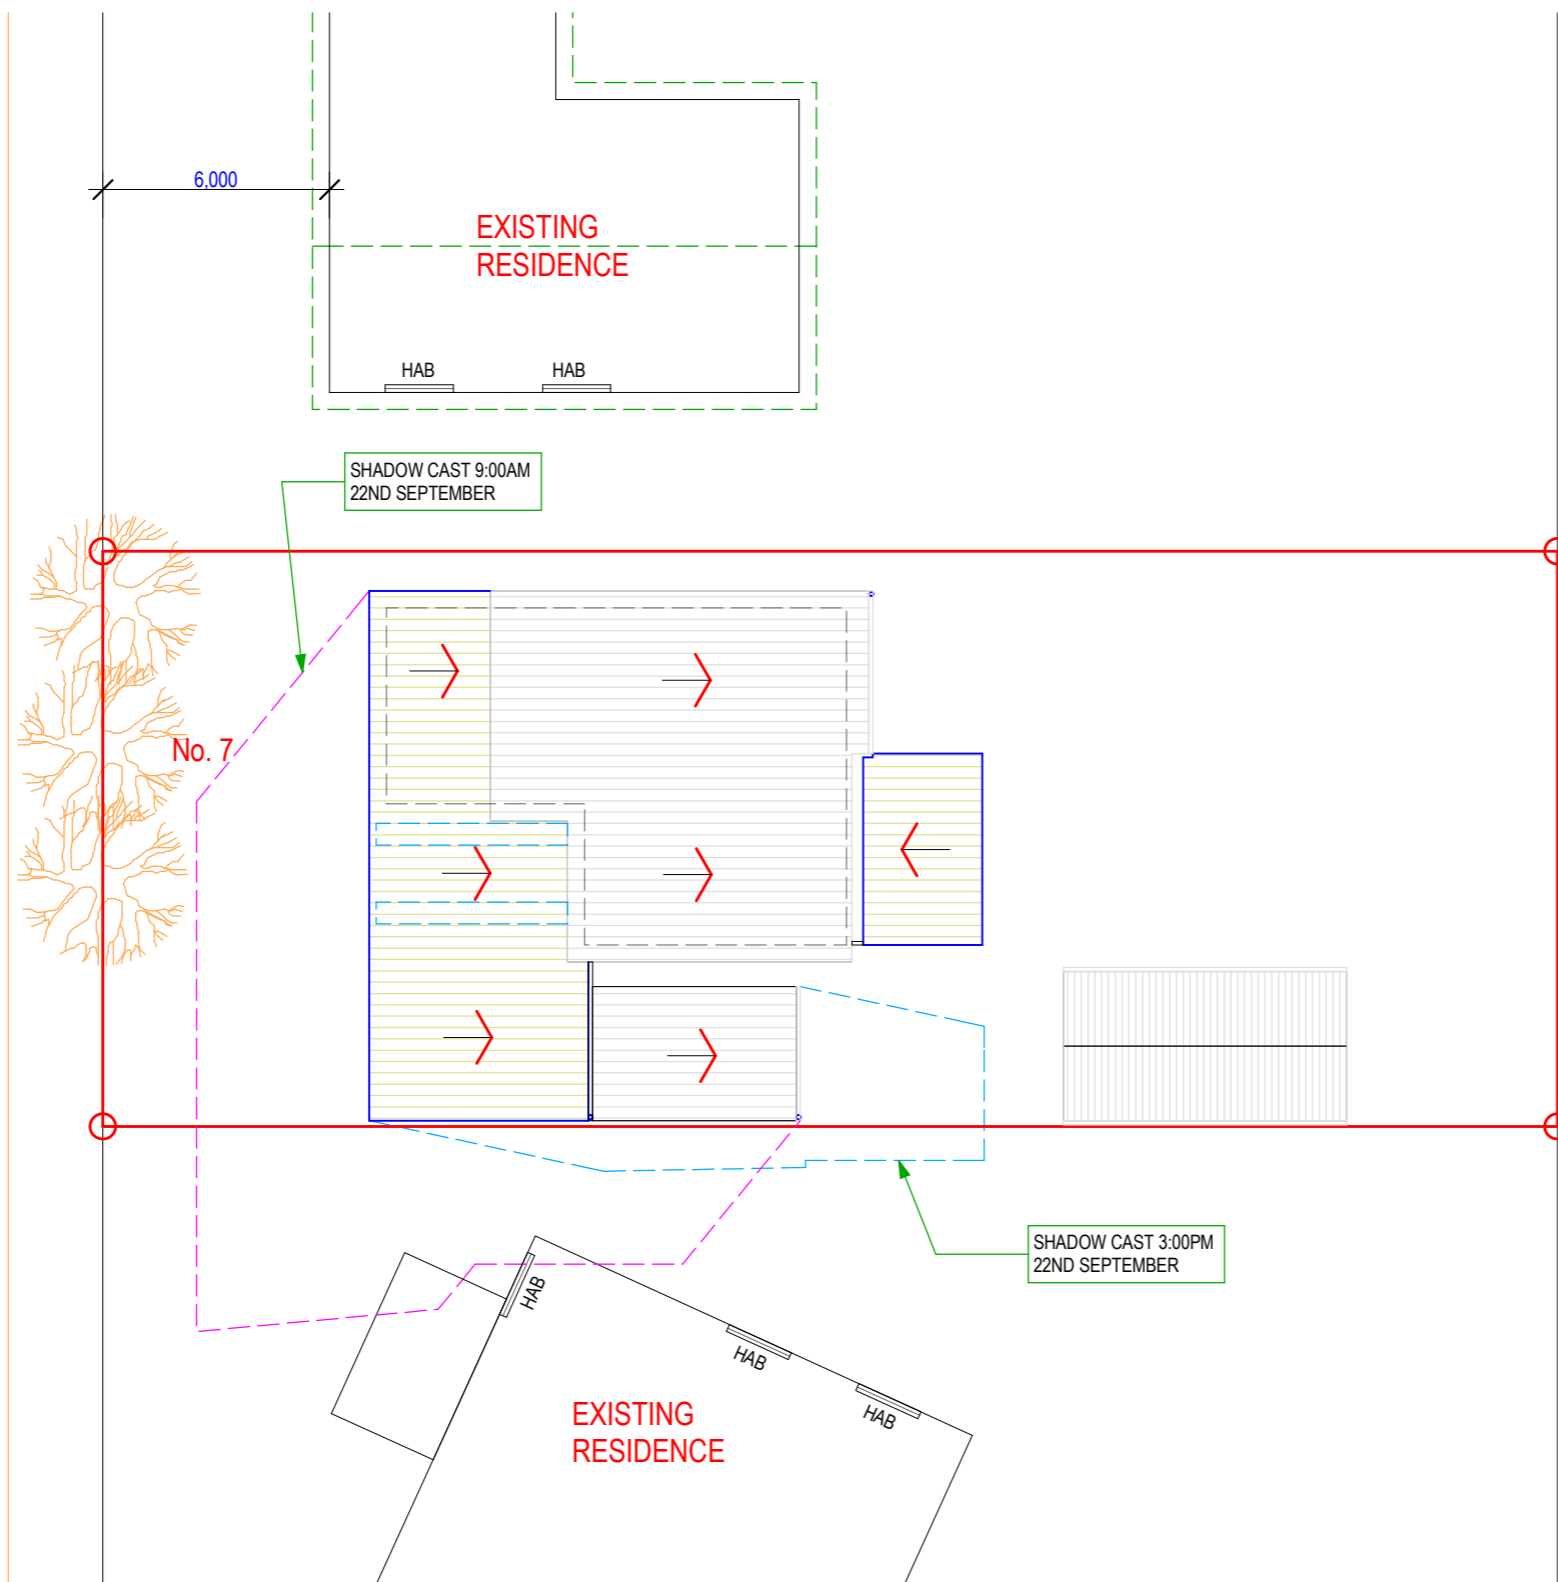 6,000
EXISTING
RESIDENCE
HAB
HAB
SHADOW CAST 9:00AM
22ND SEPTEMBER
No. 7
SHADOW CAST 3:00PM
22ND SEPTEMBER
HAB
HAB
HAB
EXISTING
RESIDENCE